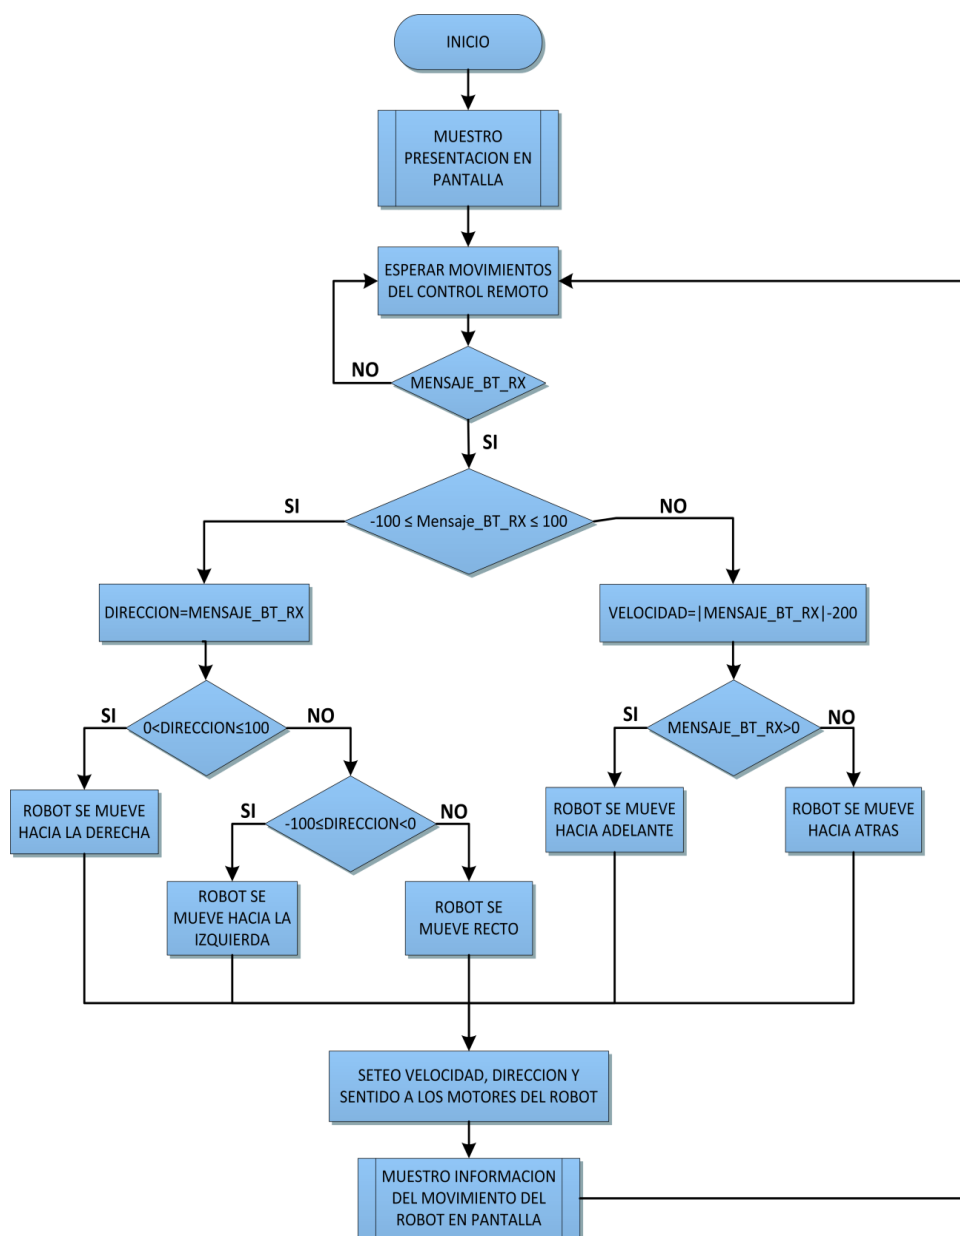 INICIO
MUESTRO
PRESENTACION EN
PANTALLA
ESPERAR MOVIMIENTOS
DEL CONTROL REMOTO
NO
MENSAJE_BT_RX
SI
SI
-100 ≤ Mensaje_BT_RX ≤ 100
NO
DIRECCION=MENSAJE_BT_RX
VELOCIDAD=|MENSAJE_BT_RX|-200
SI
0<DIRECCION≤100
NO
SI
MENSAJE_BT_RX>0
NO
ROBOT SE MUEVE
HACIA LA DERECHA
SI
-100≤DIRECCION<0
NO
ROBOT SE MUEVE
HACIA ADELANTE
ROBOT SE MUEVE
HACIA ATRAS
ROBOT SE
MUEVE HACIA LA
IZQUIERDA
ROBOT SE
MUEVE RECTO
SETEO VELOCIDAD, DIRECCION Y
SENTIDO A LOS MOTORES DEL ROBOT
MUESTRO INFORMACION
DEL MOVIMIENTO DEL
ROBOT EN PANTALLA